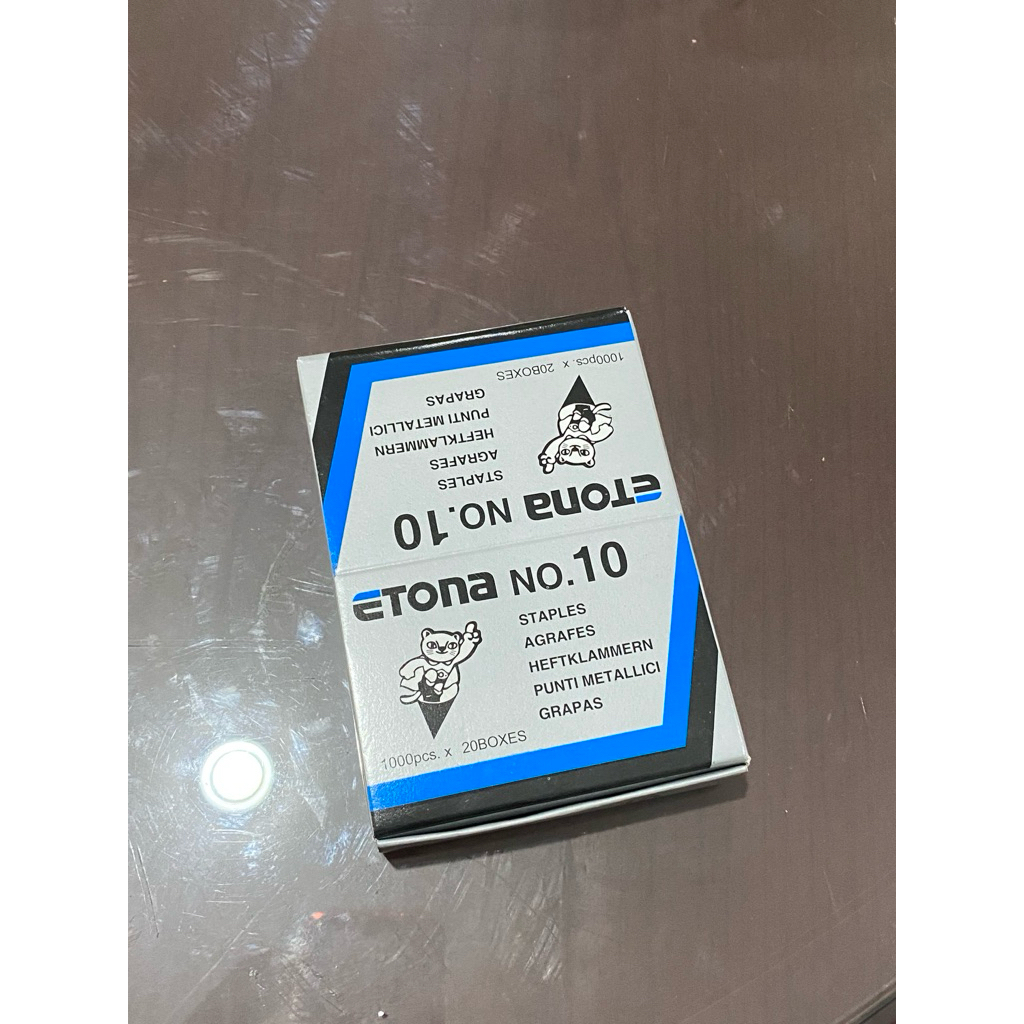 1000pcs. x 20BOXES
GRAPAS
PUNTI METALLICI
HEFTKLAMMERN
AGRAFES
STAPLES
ETONA NO.10
ETONA NO.10
STAPLES
AGRAFES
HEFTKLAMMERN
PUNTI METALLICI
GRAPAS
1000pcs. x 20BOXES